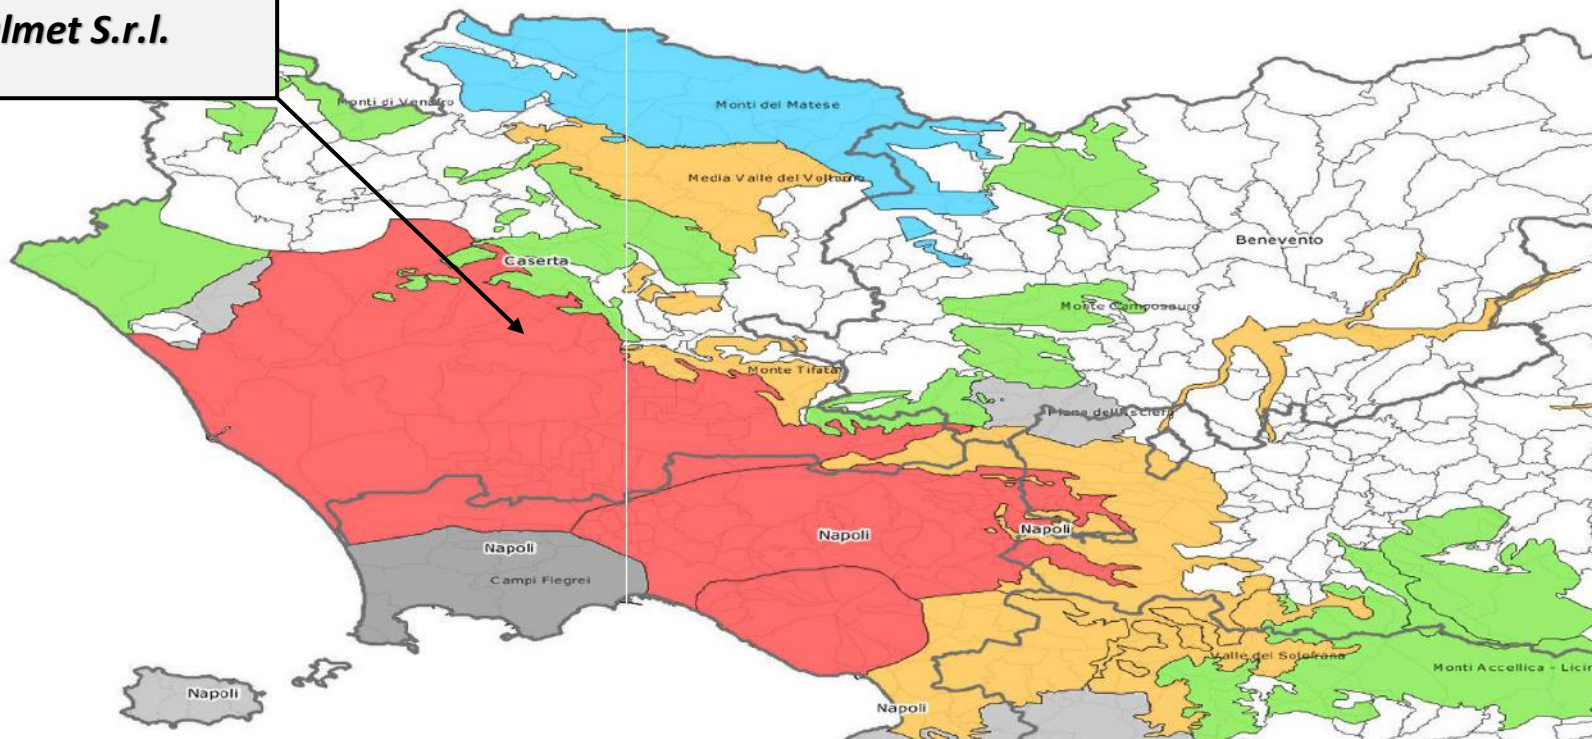 lmet S.r.l.
Monti di Venafro
Monti del Matese
Media Valle del Volturno
Benevento
Caserta
Monte Camposauro
Monte Tifata
Piana dell'Isclero
Napoli
Napoli
Napoli
Campi Flegrei
Valle del Solofrana
Monti Accellica - Licin
Napoli
Napoli